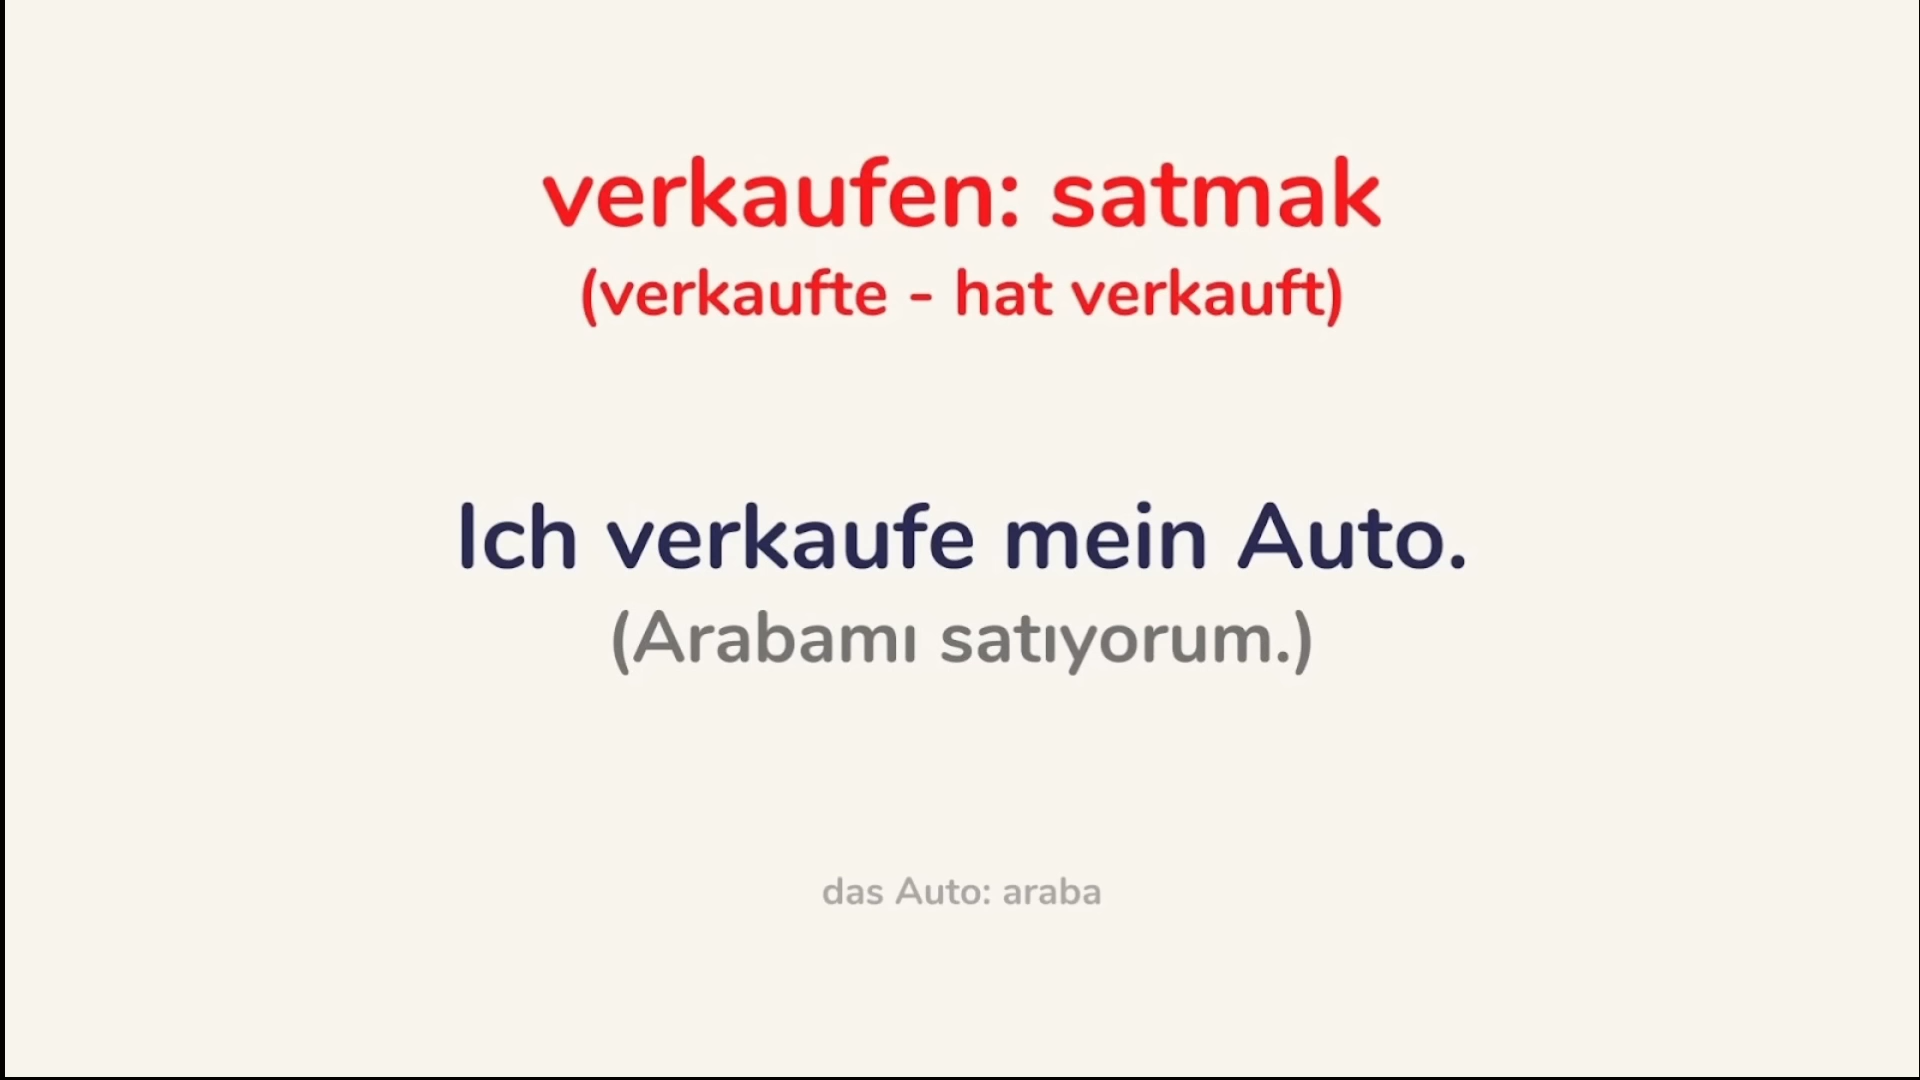 verkaufen: satmak
(verkaufte - hat verkauft)
Ich verkaufe mein Auto.
(Arabamı satıyorum.)
das Auto: araba